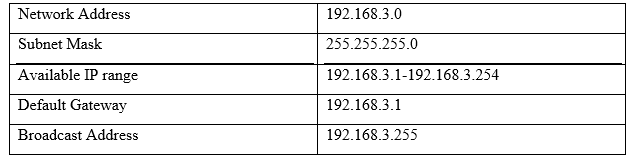 Network Address 192.168.3.0
Subnet Mask 255.255.255.0
Available IP range 192.168.3.1-192.168.3.254
Default Gateway 192.168.3.1
Broadcast Address 192.168.3.255